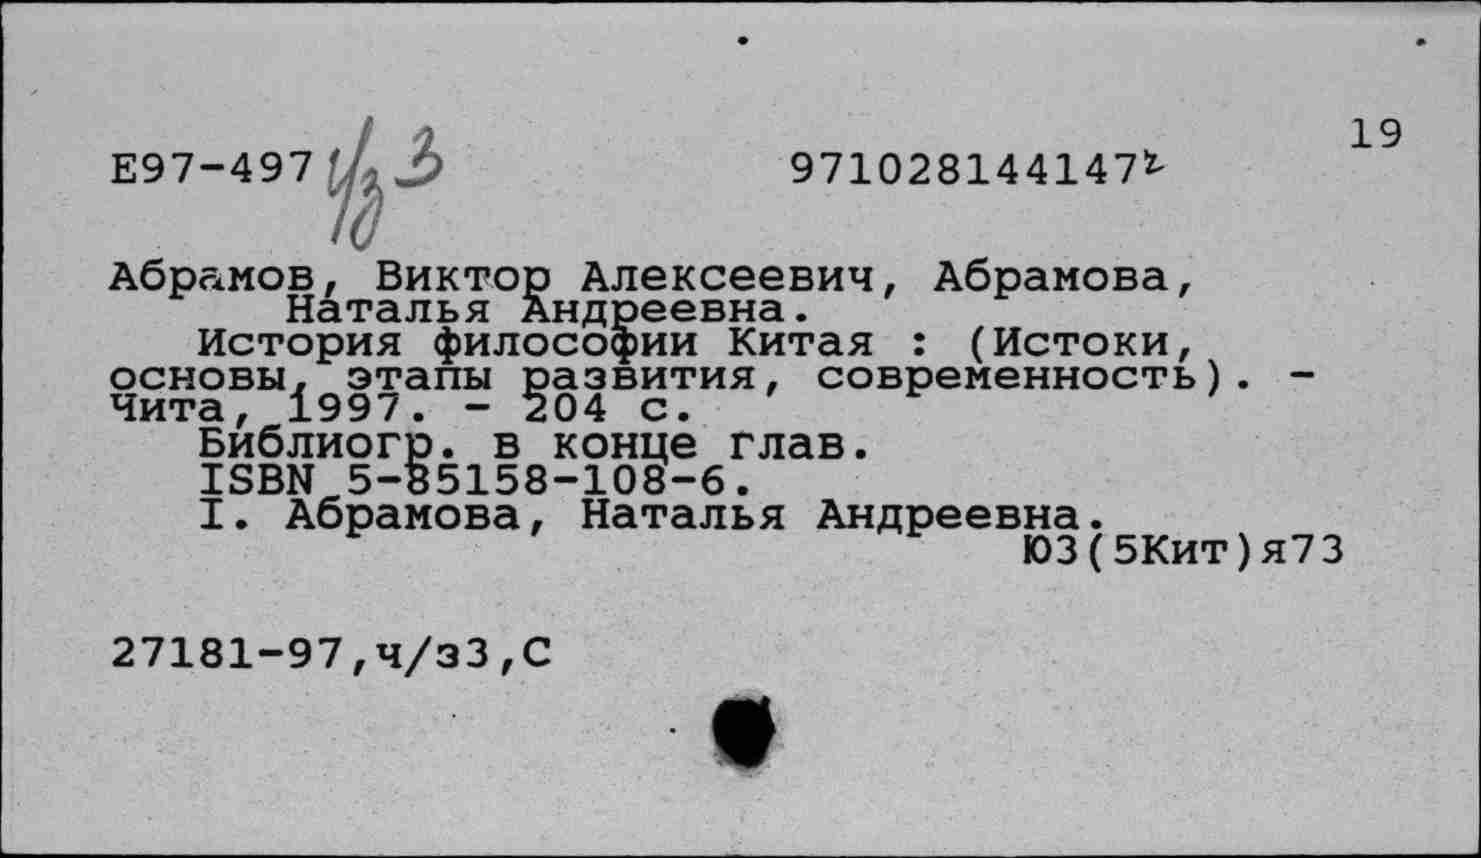 19
Е97-497 ч/з 3
971028144147
10
Абрамов, Виктор Алексеевич, Абрамова,
Наталья Андреевна.
История философии Китая : (Истоки,
основы, этапы развития, современность). -
Чита, 1997. - 204 с.
Библиогр. в конце глав.
ISBN 5-85158-108-6.
I. Абрамова, Наталья Андреевна.
Ю3(5Кит)я73
27181-97,ч/з3,С